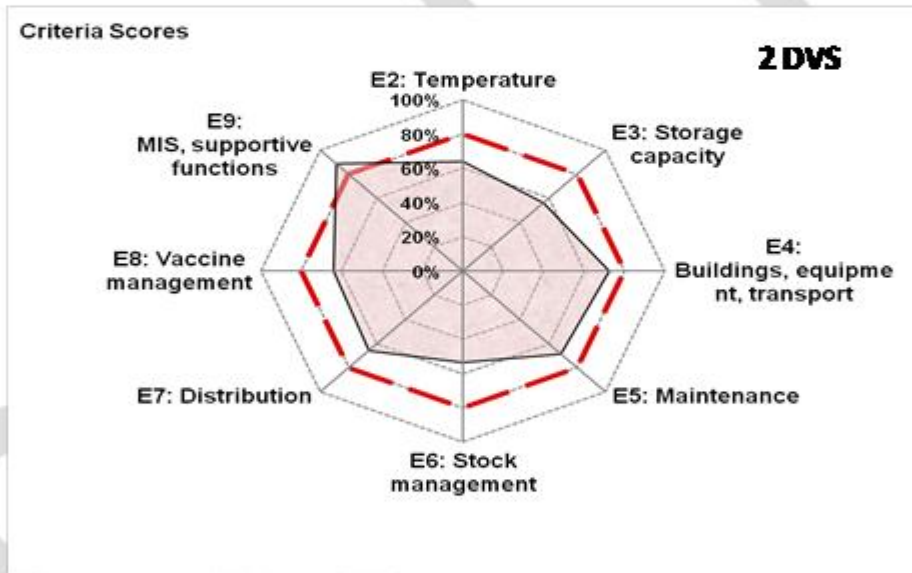 Criteria Scores
2 DVS
E2: Temperature
100%
80%
60%
40%
20%
0%
E3: Storage
capacity
E4:
Buildings, equipme
nt, transport
E5: Maintenance
E6: Stock
management
E7: Distribution
E8: Vaccine
management
E9:
MIS, supportive
functions